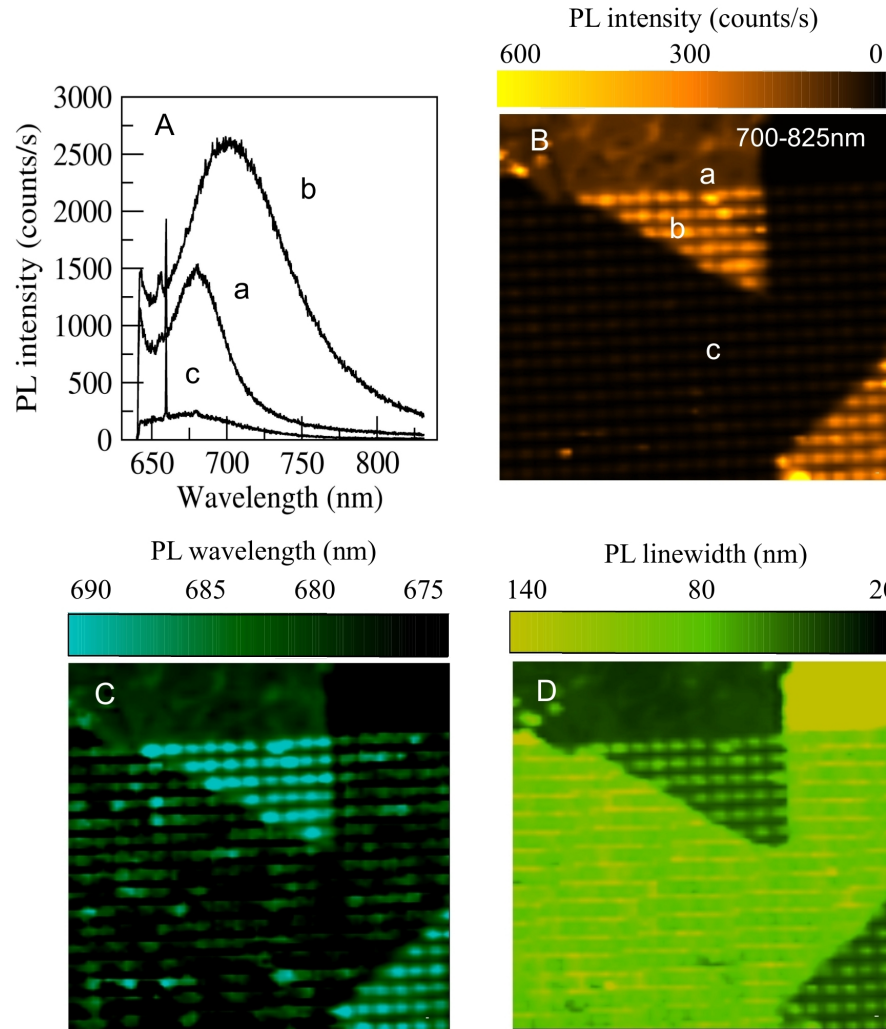 PL intensity (counts/s)
600 300 0
3000
2500
2000
1500
1000
500
0
PL intensity (counts/s)
A
b
a
c
650 700 750 800
Wavelength (nm)
B
700-825nm
a
b
c
PL wavelength (nm)
690 685 680 675
C
PL linewidth (nm)
140 80 20
D